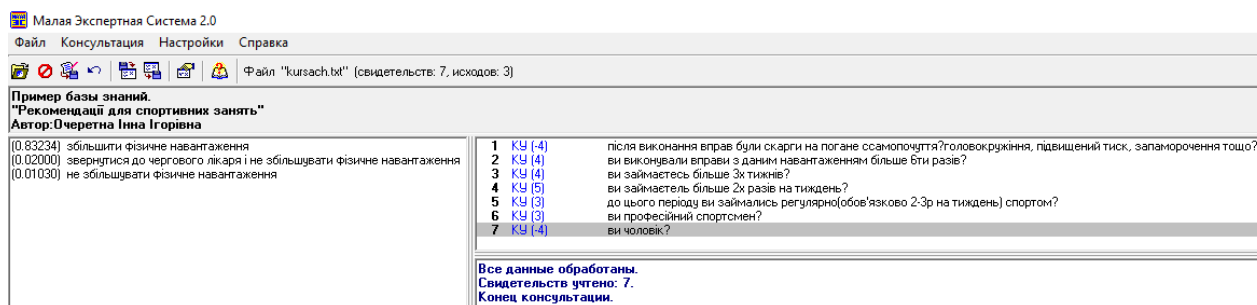 Малая Экспертная Система 2.0
Файл Консультация Настройки Справка
Файл "kursach.txt" (свидетельств: 7, исходов: 3)
Пример базы знаний.
"Рекомендації для спортивних занять"
Автор:Очеретна Інна Ігорівна
(0.83234) збільшити фізичне навантаження
(0.02000) звернутися до чергового лікаря і не збільшувати фізичне навантаження
(0.01030) не збільшувати фізичне навантаження
1 КУ (-4) після виконання вправ були скарги на погане ссамопочуття?головокружіння, підвищений тиск, запаморочення тощо?
2 КУ (4) ви виконували вправи з даним навантаженням більше 6ти разів?
3 КУ (4) ви займаєтесь більше 3х тижнів?
4 КУ (5) ви займаєтель більше 2х разів на тиждень?
5 КУ (3) до цього періоду ви займались регулярно(обов'язково 2-3р на тиждень) спортом?
6 КУ (3) ви професійний спортсмен?
7 КУ (-4) ви чоловік?
Все данные обработаны.
Свидетельств учтено: 7.
Конец консультации.